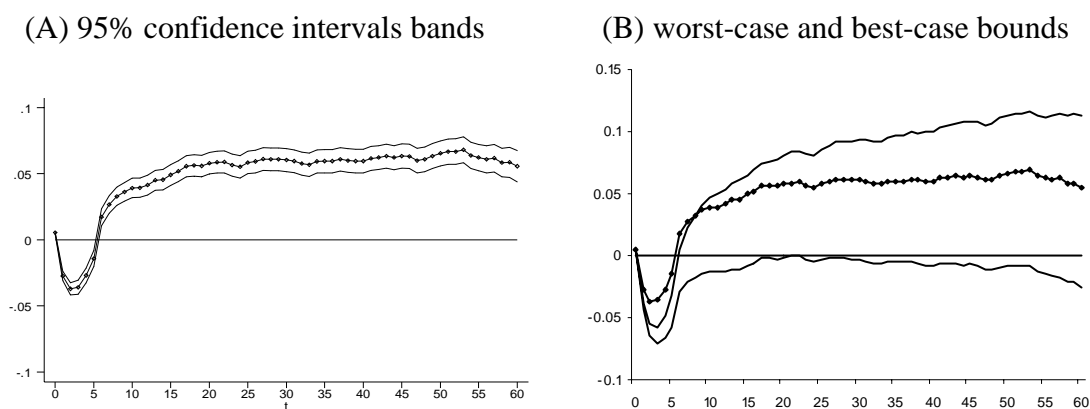 (A) 95% confidence intervals bands
(B) worst-case and best-case bounds
.1
.05
0
-.05
-.1
0 5 10 15 20 25 30 35 40 45 50 55 60
t
0.15
0.1
0.05
0
-0.05
-0.1
0 5 10 15 20 25 30 35 40 45 50 55 60